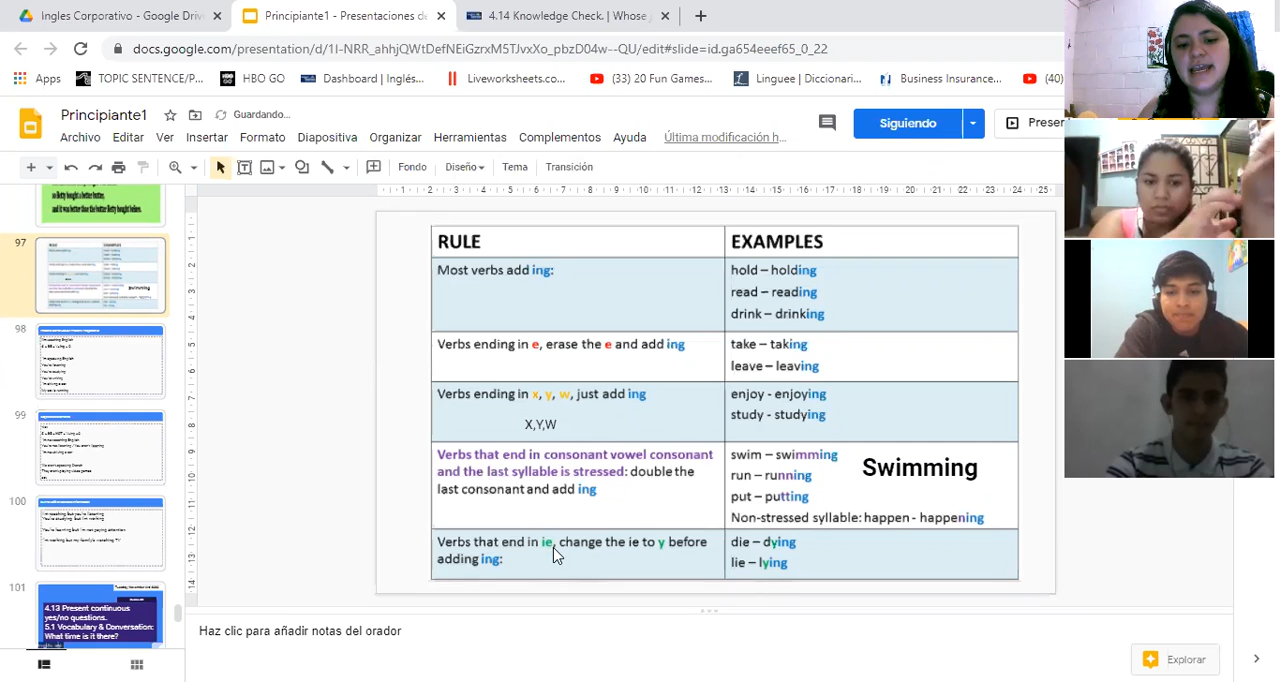 Ingles Corporativo - Google Driv
Principiante1 - Presentaciones de
4.14 Knowledge Check. | Whose j
docs.google.com/presentation/d/1I-NRR_ahhjQWtDefNEiGzrxM5TJvxXo_pbzD04w--QU/edit#slide=id.ga654eeef65_0_22
Apps
TOPIC SENTENCE/P...
HBO GO
Dashboard | Inglés...
Liveworksheets.co...
(33) 20 Fun Games...
Linguee | Diccionari...
Business Insurance...
(40)
Principiante1
Guardando...
Archivo Editar Ver Insertar Formato Diapositiva Organizar Herramientas Complementos Ayuda Última modificación h...
Siguiendo
Presen
Fondo Diseño Tema Transición
97
98
99
100
101
4.13 Present continuous
yes/no questions.
5.1 Vocabulary & Conversation:
What time is it there?
RULE EXAMPLES
Most verbs add ing:
hold – holding
read – reading
drink – drinking
Verbs ending in e, erase the e and add ing
take – taking
leave – leaving
Verbs ending in x, y, w, just add ing
X,Y,W
enjoy - enjoying
study - studying
Verbs that end in consonant vowel consonant
and the last syllable is stressed: double the
last consonant and add ing
swim – swimming
run – running
put – putting
Non-stressed syllable: happen - happening
Swimming
Verbs that end in ie, change the ie to y before
adding ing:
die – dying
lie – lying
Haz clic para añadir notas del orador
Explorar